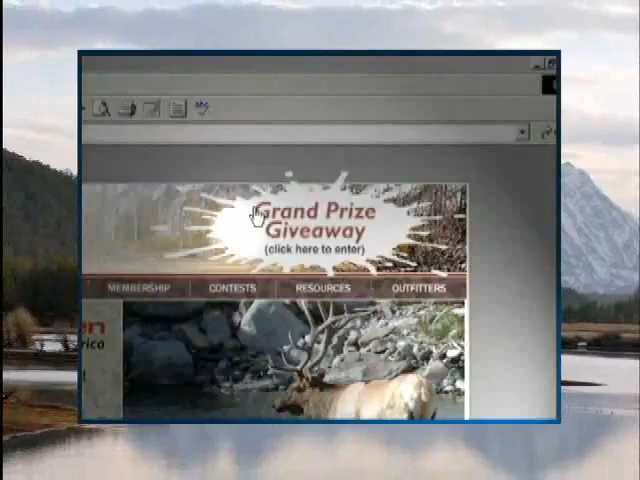 Grand Prize
Giveaway
(click here to enter)
MEMBERSHIP CONTESTS RESOURCES OUTFITTERS